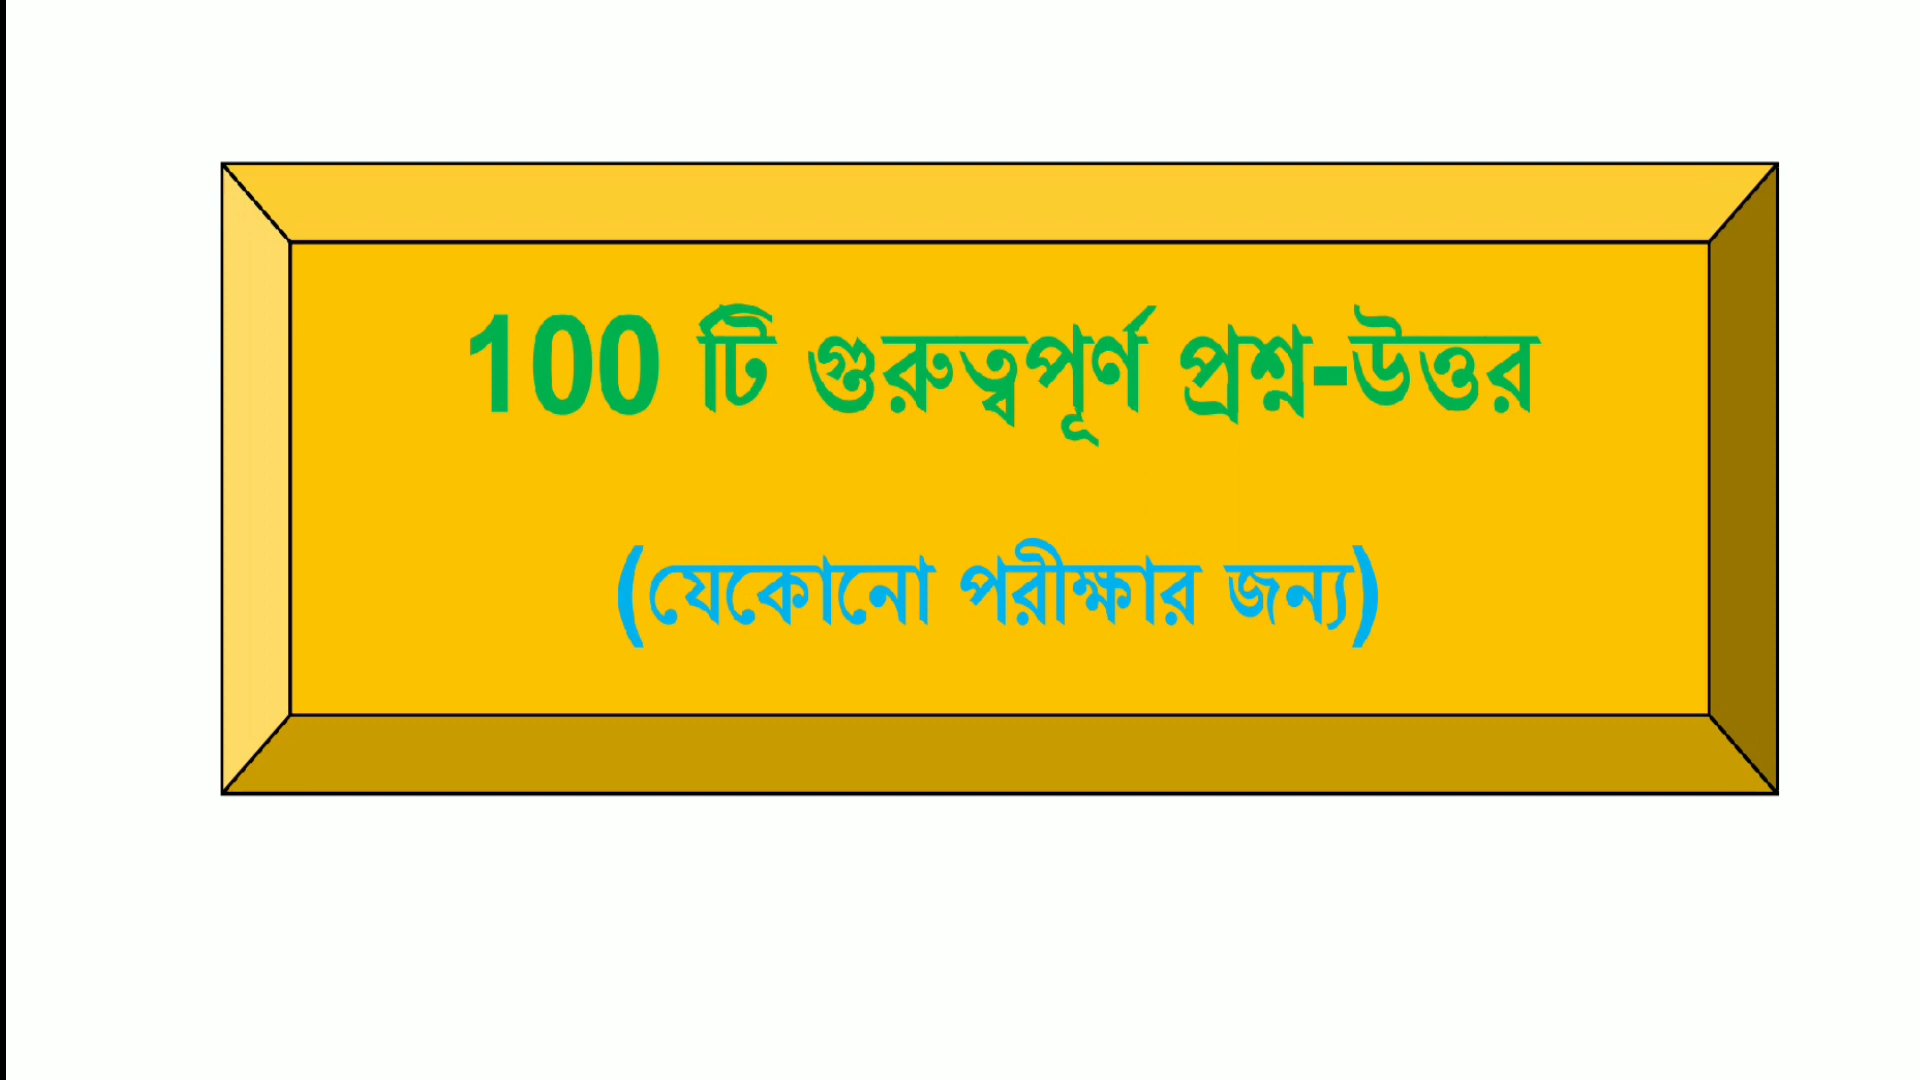 100 টি গুরুত্বপূর্ণ প্রশ্ন-উত্তর
(যেকোনো পরীক্ষার জন্য)